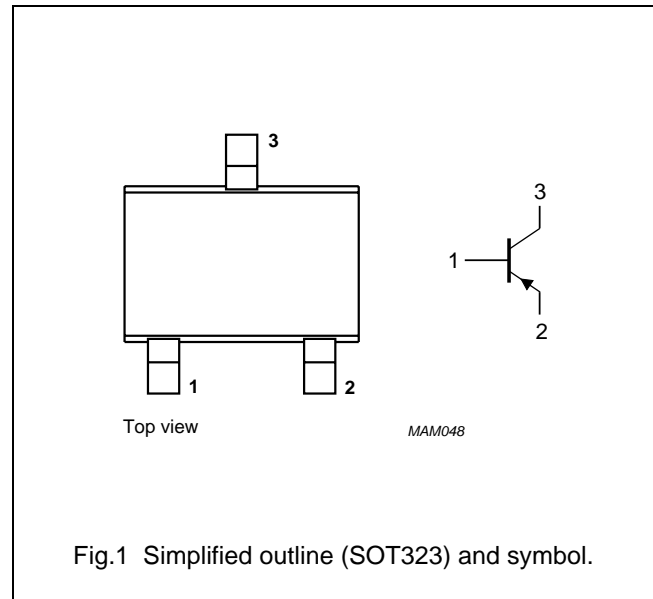 3
3
1
2
1
2
Top view
MAM048
Fig.1 Simplified outline (SOT323) and symbol.